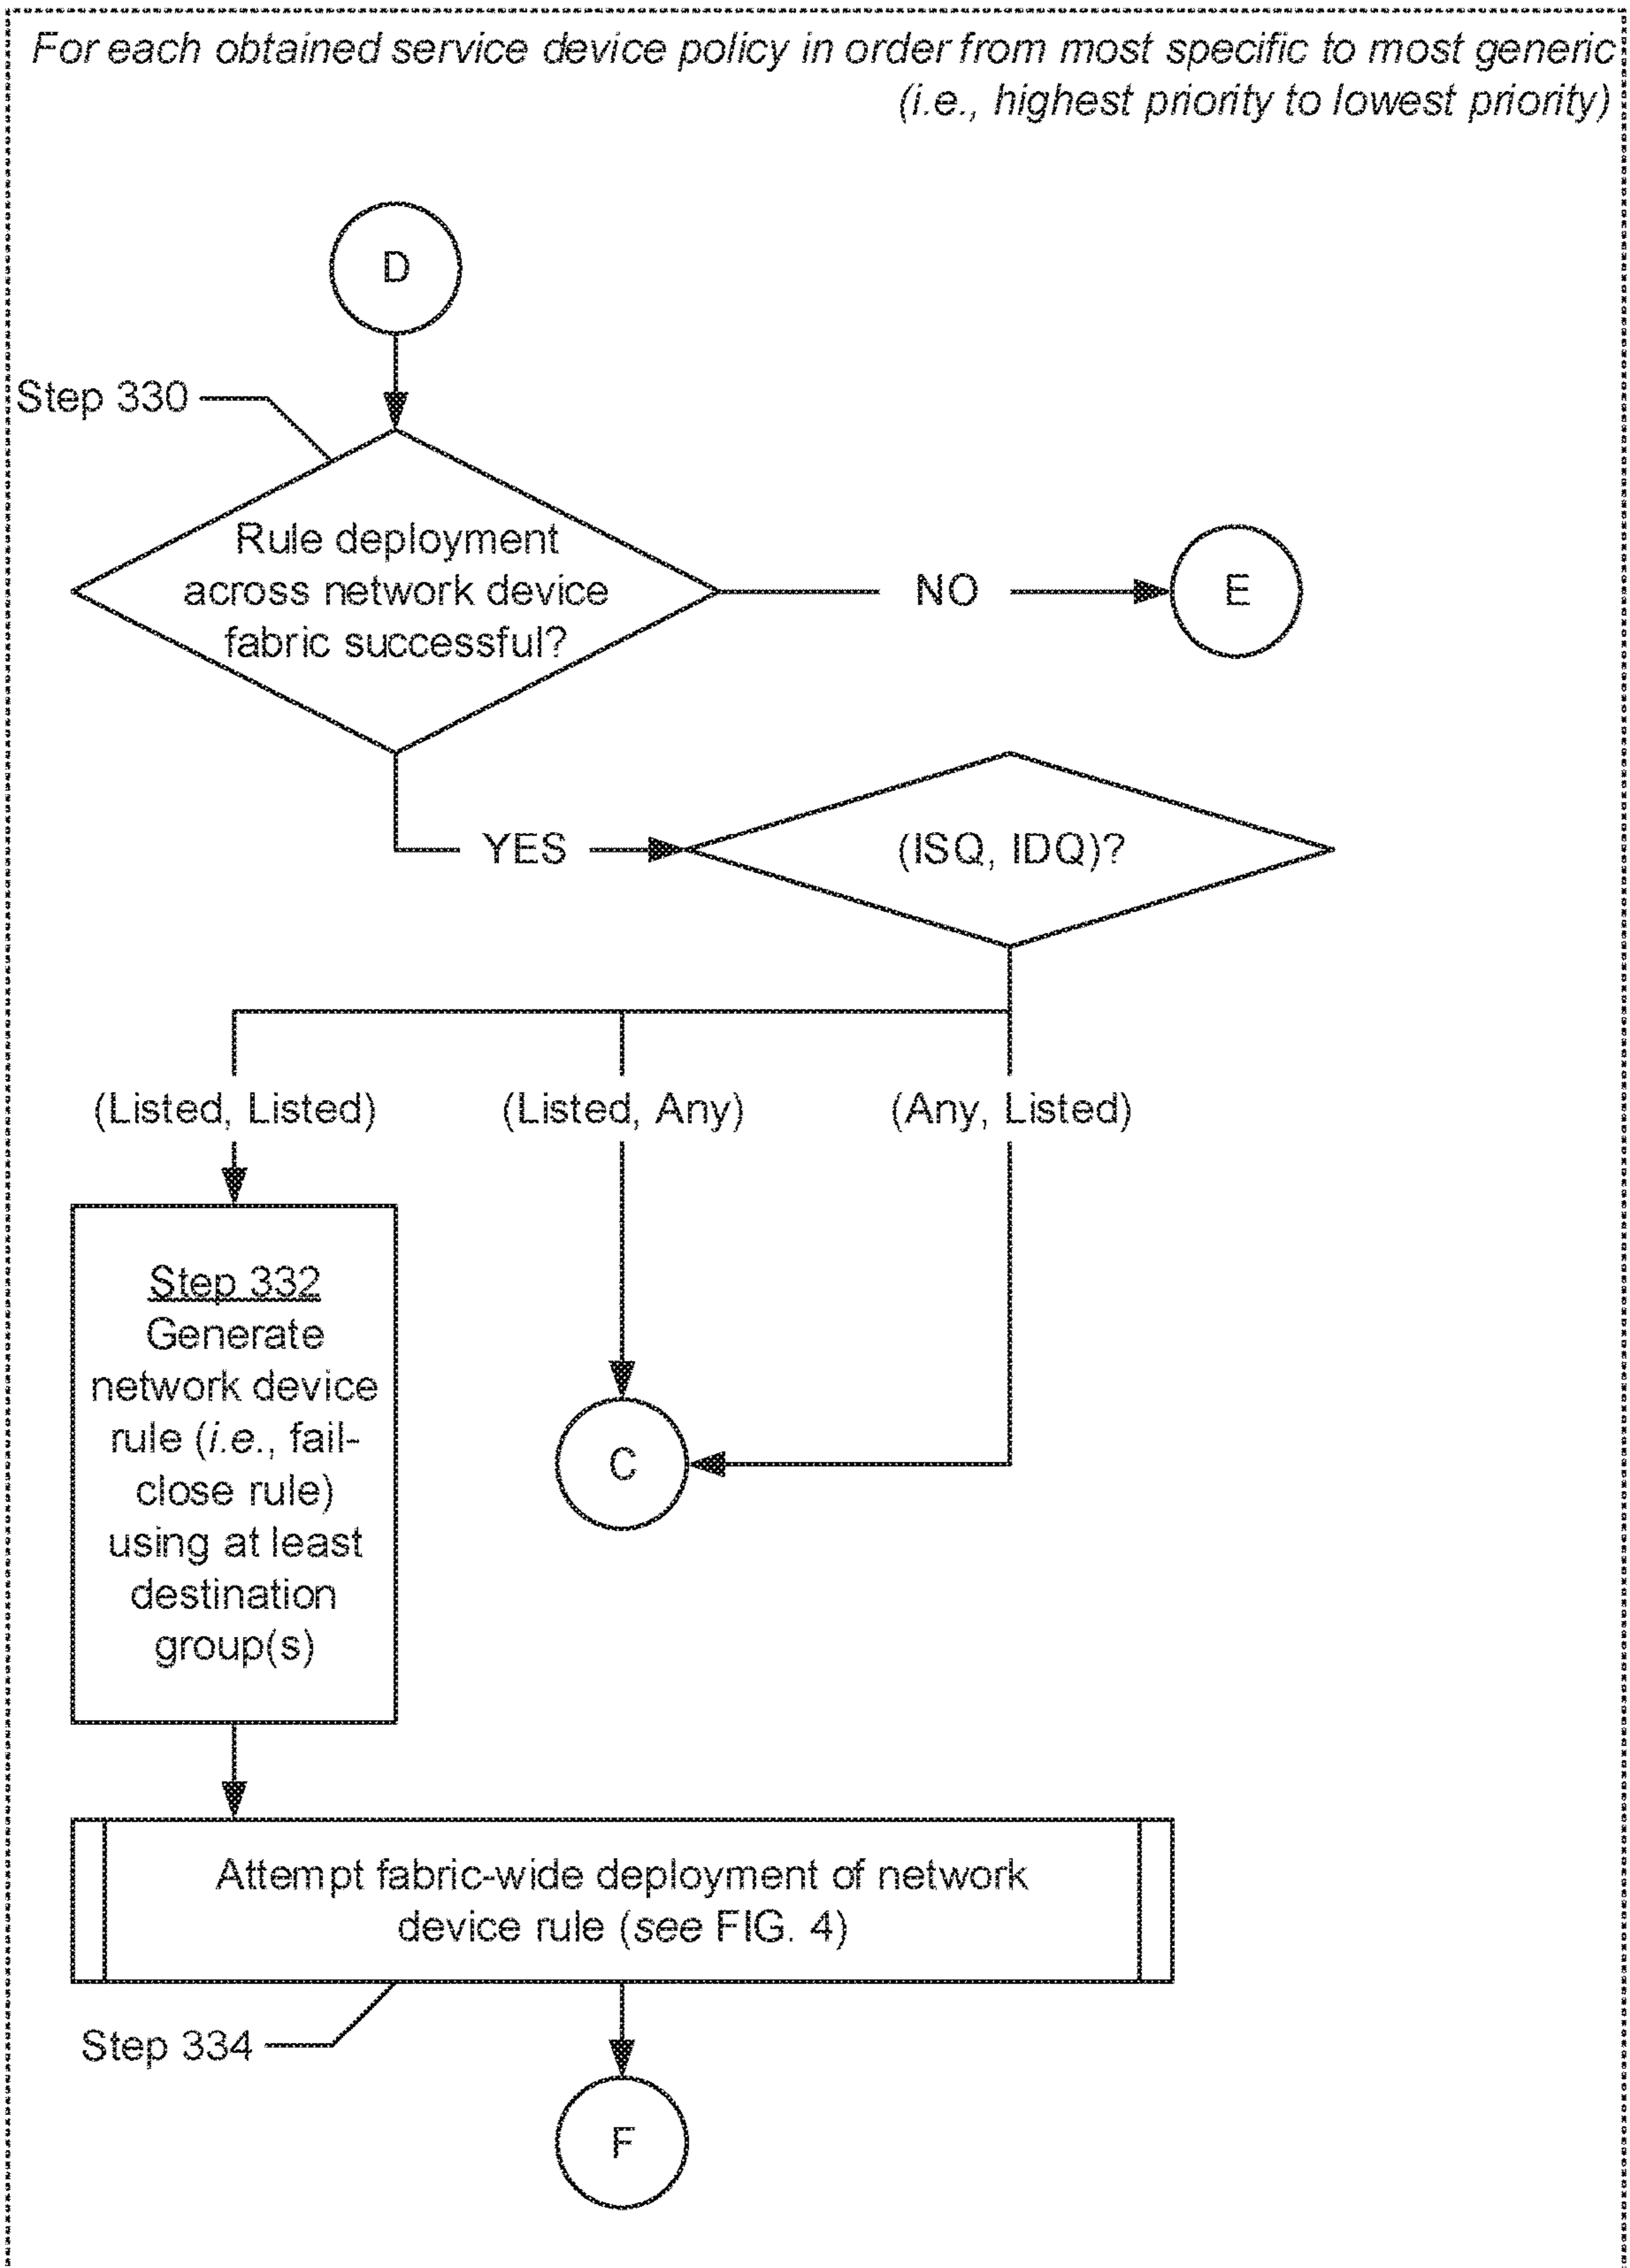 For each obtained service device policy in order from most specific to most generic
(i.e., highest priority to lowest priority)
D
Step 330
Rule deployment
across network device
fabric successful?
NO
E
YES
(ISQ, IDQ)?
(Listed, Listed)
(Listed, Any)
(Any, Listed)
Step 332
Generate
network device
rule (i.e., fail-
close rule)
using at least
destination
group(s)
C
Attempt fabric-wide deployment of network
device rule (see FIG. 4)
Step 334
F